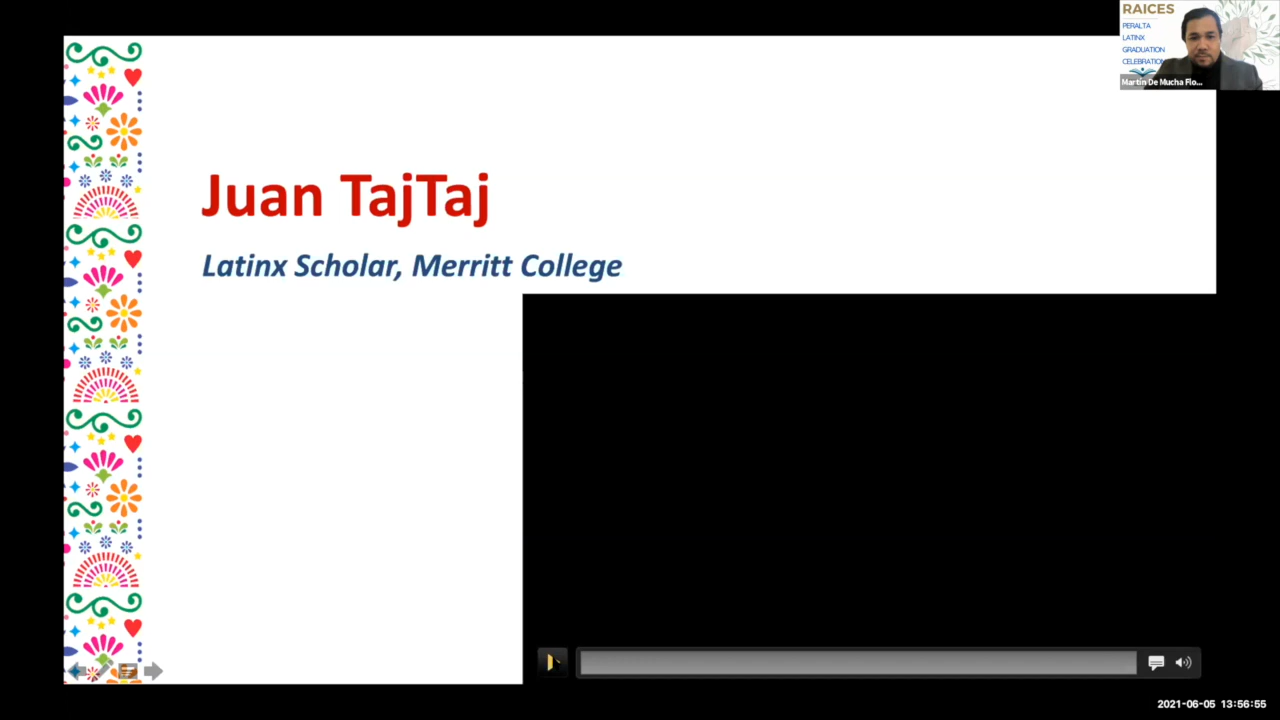 RAICES
PERALTA
LATINX
GRADUATION
CELEBRATION
Martin De Mucha Flo...
Juan TajTaj
Latinx Scholar, Merritt College
2021-06-05 13:56:55